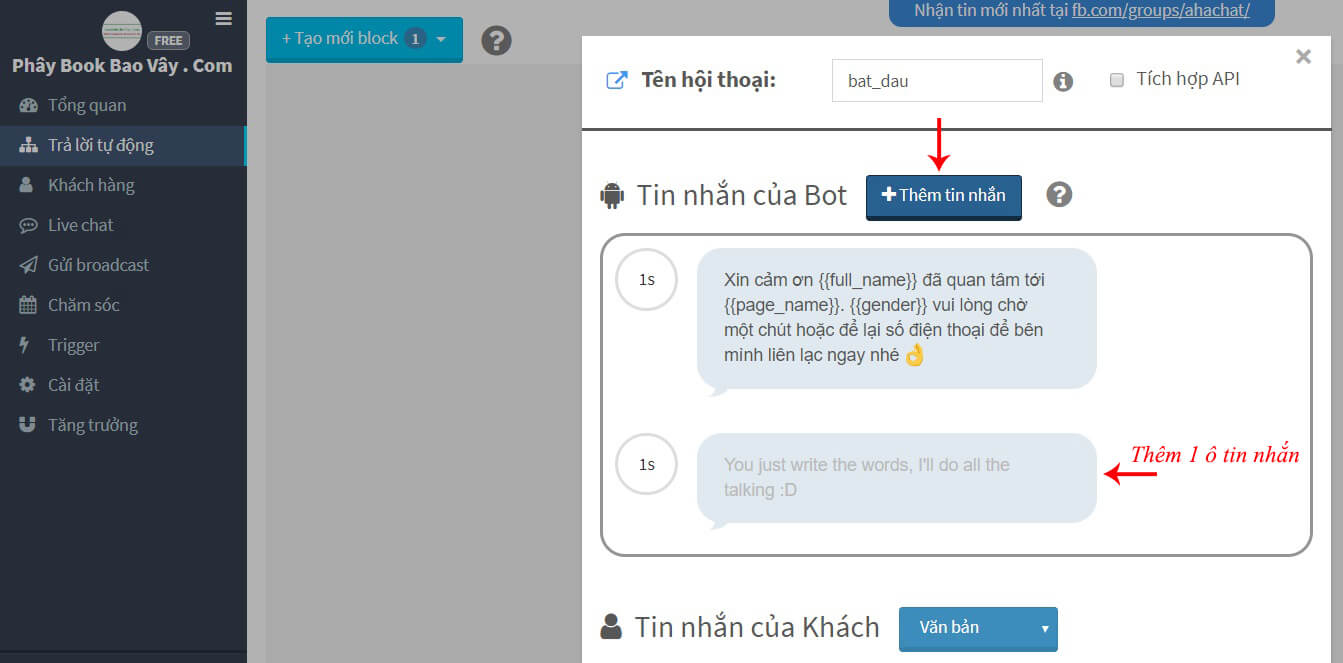 FREE
Phây Book Bao Vây . Com
Tổng quan
Trả lời tự động
Khách hàng
Live chat
Gửi broadcast
Chăm sóc
Trigger
Cài đặt
Tăng trưởng
+ Tạo mới block 1
Nhận tin mới nhất tại fb.com/groups/ahachat/
Tên hội thoại:
bat_dau
Tích hợp API
Tin nhắn của Bot
Thêm tin nhắn
1s
Xin cảm ơn {{full_name}} đã quan tâm tới
{{page_name}}. {{gender}} vui lòng chờ
một chút hoặc để lại số điện thoại để bên
mình liên lạc ngay nhé 👌
1s
You just write the words, I'll do all the
talking :D
Thêm 1 ô tin nhắn
Tin nhắn của Khách
Văn bản